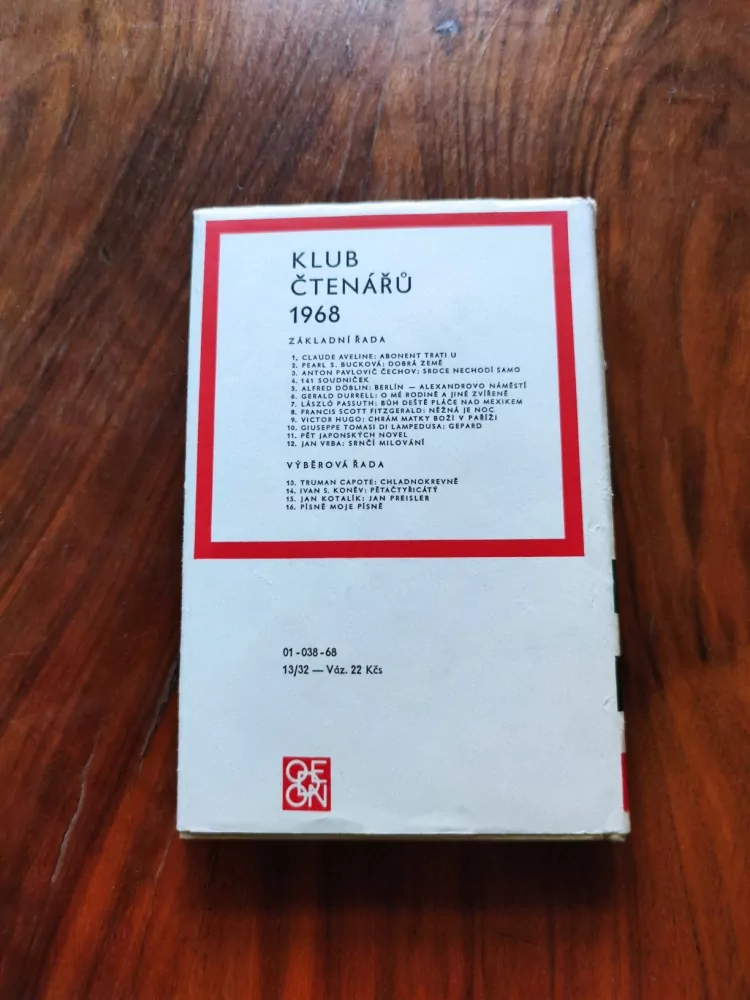 KLUB
ČTENÁŘŮ
1968
ZÁKLADNÍ ŘADA
1. CLAUDE AVELINE: ABONENT TRATI U
2. PEARL S. BUCKOVÁ: DOBRÁ ZEMĚ
3. ANTON PAVLOVIČ ČECHOV: SRDCE NECHODÍ SAMO
4. 141 SOUDNIČEK
5. ALFRED DÖBLIN: BERLÍN — ALEXANDROVO NÁMĚSTÍ
6. GERALD DURRELL: O MÉ RODINĚ A JINÉ ZVÍŘENĚ
7. LÁSZLÓ PASSUTH: BŮH DEŠTĚ PLÁČE NAD MEXIKEM
8. FRANCIS SCOTT FITZGERALD: NĚŽNÁ JE NOC
9. VICTOR HUGO: CHRÁM MATKY BOŽÍ V PAŘÍŽI
10. GIUSEPPE TOMASI DI LAMPEDUSA: GEPARD
11. PĚT JAPONSKÝCH NOVEL
12. JAN VRBA: SRNČÍ MILOVÁNÍ
VÝBĚROVÁ ŘADA
13. TRUMAN CAPOTE: CHLADNOKREVNĚ
14. IVAN S. KONĚV: PĚTAČTYŘICÁTÝ
15. JAN KOTALÍK: JAN PREISLER
16. PÍSNĚ MOJE PÍSNĚ
01-038-68
13/32 — Váz. 22 Kčs
ODEON